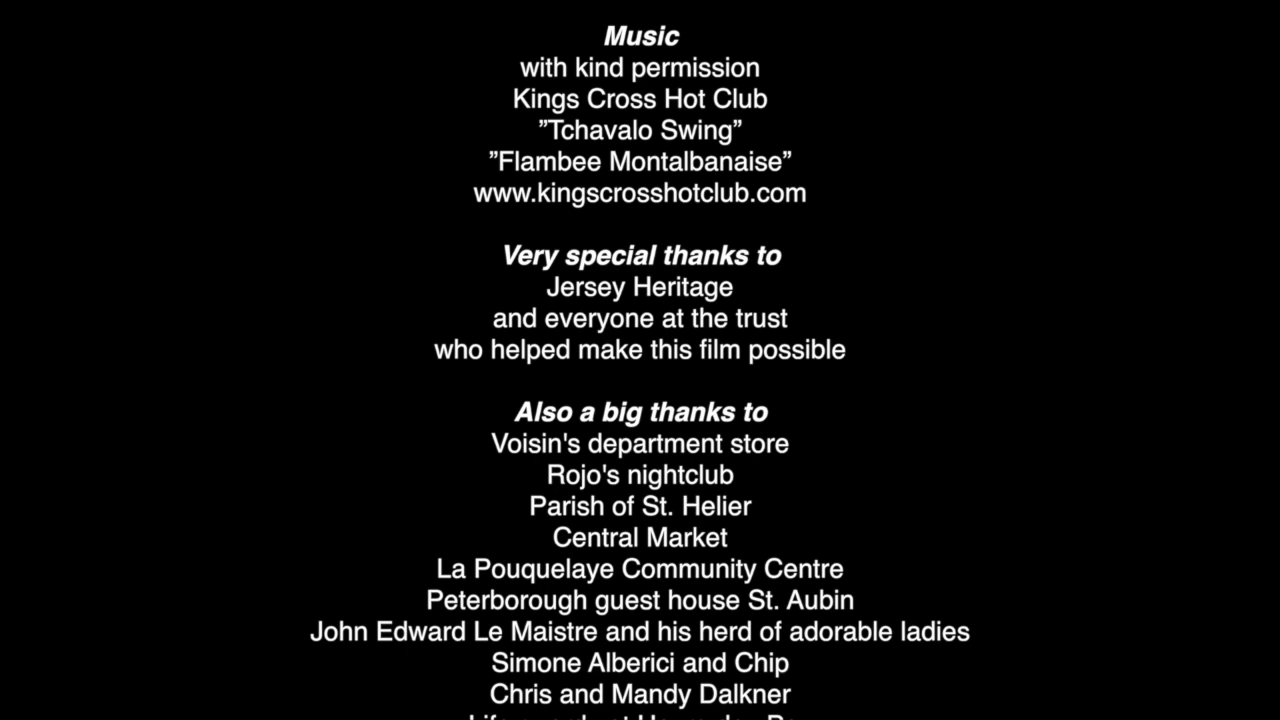 Music
with kind permission
Kings Cross Hot Club
”Tchavalo Swing”
”Flambee Montalbanaise”
www.kingscrosshotclub.com
Very special thanks to
Jersey Heritage
and everyone at the trust
who helped make this film possible
Also a big thanks to
Voisin's department store
Rojo's nightclub
Parish of St. Helier
Central Market
La Pouquelaye Community Centre
Peterborough guest house St. Aubin
John Edward Le Maistre and his herd of adorable ladies
Simone Alberici and Chip
Chris and Mandy Dalkner